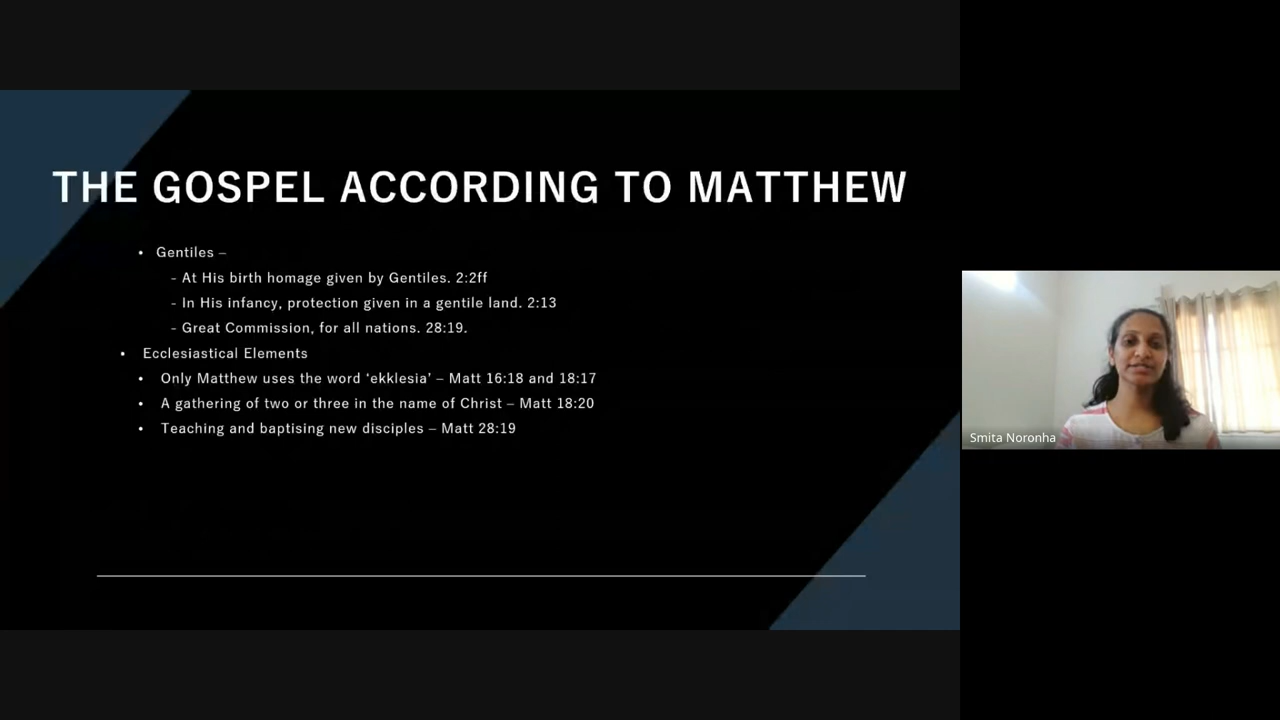 THE GOSPEL ACCORDING TO MATTHEW
• Gentiles –
- At His birth homage given by Gentiles. 2:2ff
- In His infancy, protection given in a gentile land. 2:13
- Great Commission, for all nations. 28:19.
• Ecclesiastical Elements
• Only Matthew uses the word ‘ekklesia’ – Matt 16:18 and 18:17
• A gathering of two or three in the name of Christ – Matt 18:20
• Teaching and baptising new disciples – Matt 28:19
Smita Noronha